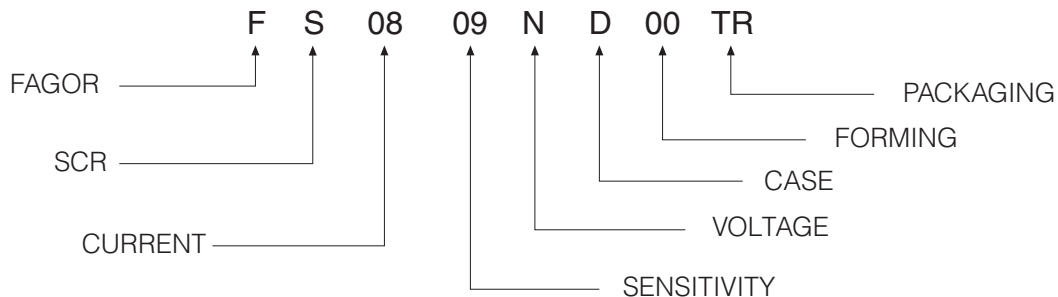 F S 08 09 N D 00 TR
FAGOR
PACKAGING
FORMING
SCR
CASE
VOLTAGE
CURRENT
SENSITIVITY